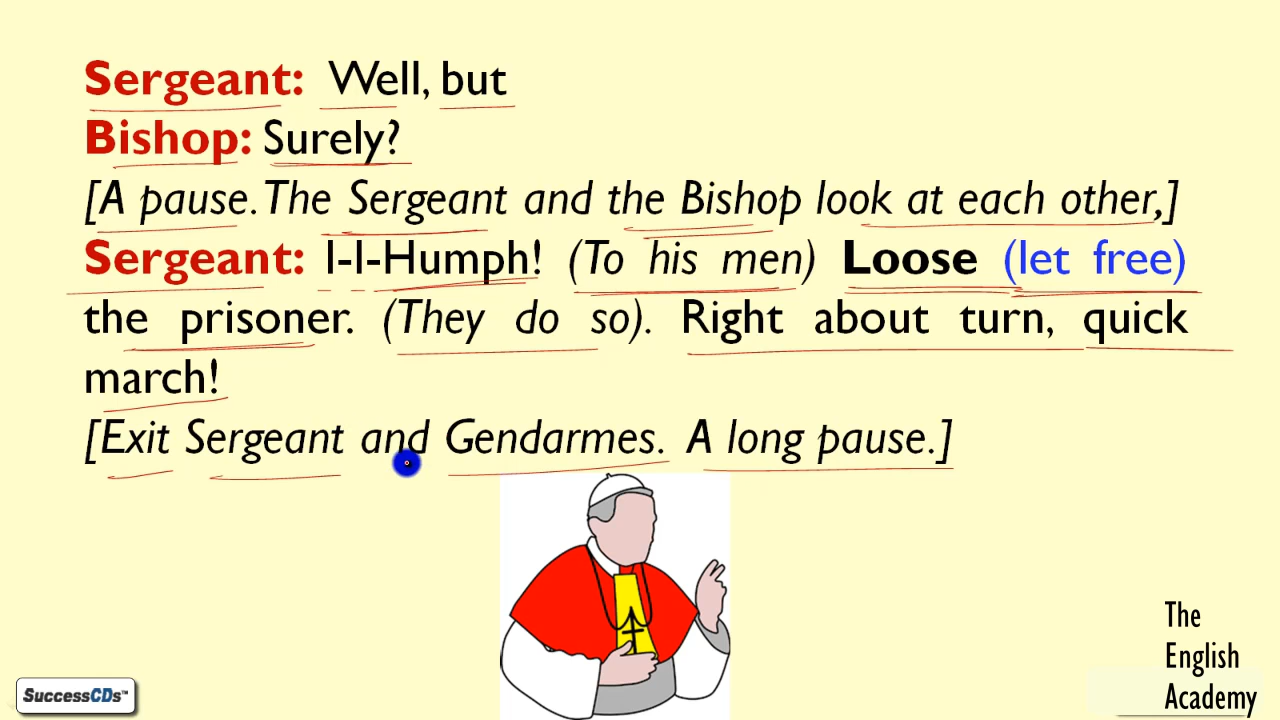 Sergeant: Well, but
Bishop: Surely?
[A pause. The Sergeant and the Bishop look at each other,]
Sergeant: I-I-Humph! (To his men) Loose (let free)
the prisoner. (They do so). Right about turn, quick
march!
[Exit Sergeant and Gendarmes. A long pause.]
The
English
Academy
SuccessCDs™